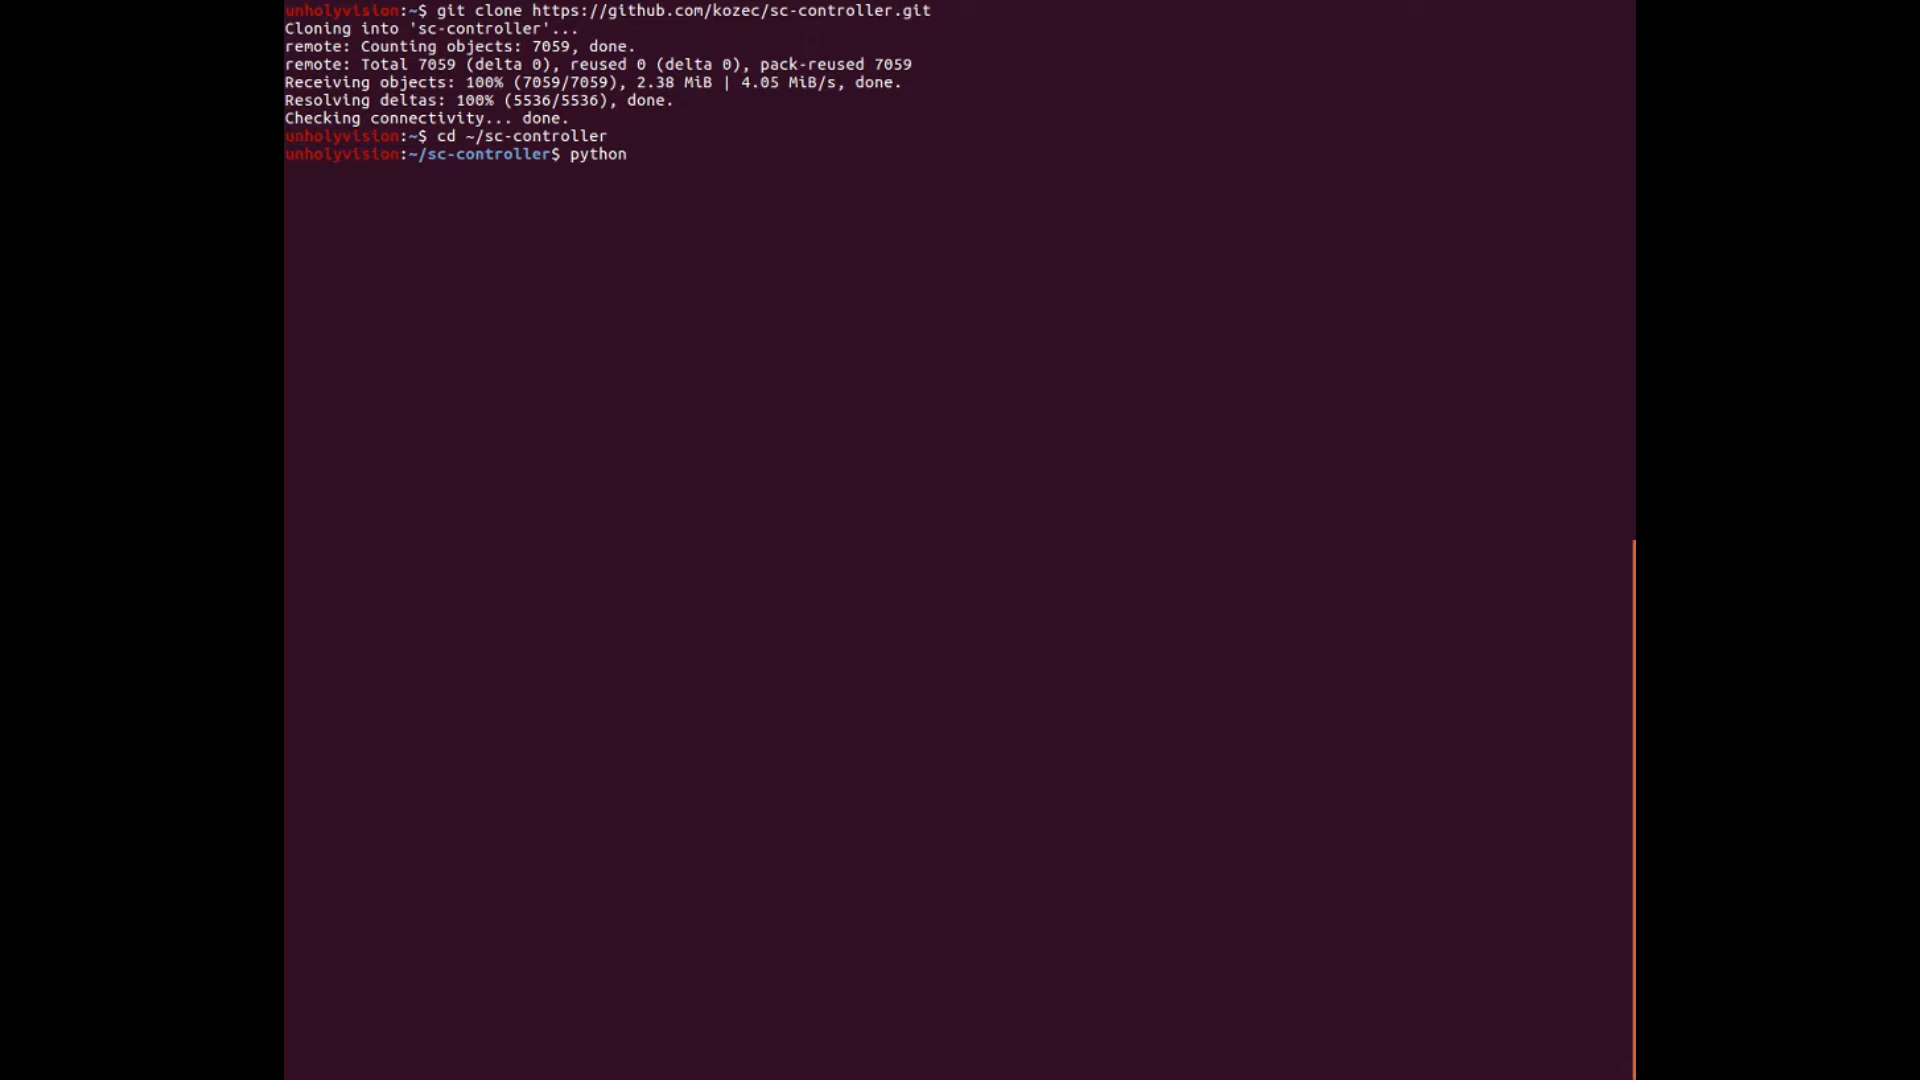 unholyvision:~$ git clone https://github.com/kozec/sc-controller.git
Cloning into 'sc-controller'...
remote: Counting objects: 7059, done.
remote: Total 7059 (delta 0), reused 0 (delta 0), pack-reused 7059
Receiving objects: 100% (7059/7059), 2.38 MiB | 4.05 MiB/s, done.
Resolving deltas: 100% (5536/5536), done.
Checking connectivity... done.
unholyvision:~$ cd ~/sc-controller
unholyvision:~/sc-controller$ python